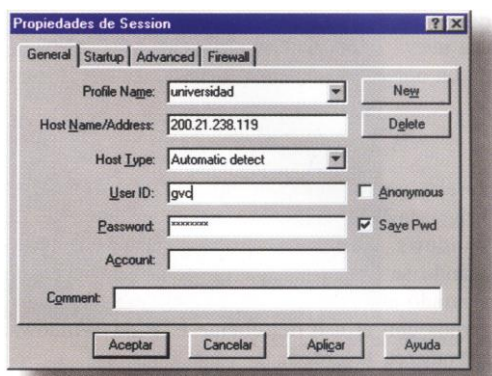 Propiedades de Session
General Startup Advanced Firewall
Profile Name: universidad New
Host Name/Address: 200.21.238.119 Delete
Host Type: Automatic detect
User ID: gvc Anonymous
Password: ******** Save Pwd
Account:
Comment:
Aceptar Cancelar Aplicar Ayuda